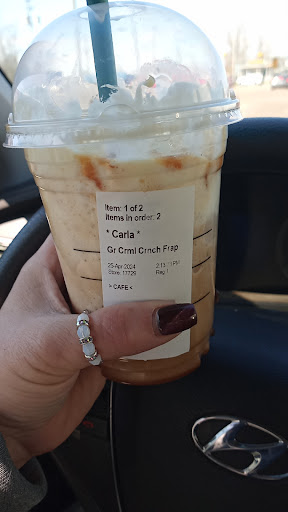 Item: 1 of 2
Items in order: 2
* Carla *
Gr Crml Crnch Frap
25 Apr 2024
Store: 17729 Reg 1
> CAFE <